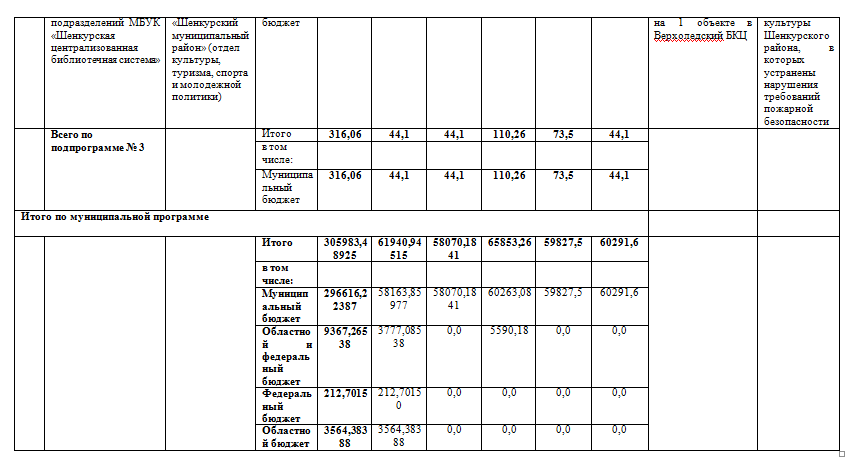 подразделений МБУК «Шенкурская централизованная библиотечная система»
«Шенкурский муниципальный район» (отдел культуры, туризма, спорта и молодежной политики)
бюджет
на 1 объекте в Верхоледский БКЦ
культуры Шенкурского района, в которых устранены нарушения требований пожарной безопасности
Всего по подпрограмме № 3
Итого 316,06 44,1 44,1 110,26 73,5 44,1
в том числе:
Муниципальный бюджет 316,06 44,1 44,1 110,26 73,5 44,1
Итого по муниципальной программе
Итого 305983,48925 61940,94515 58070,1841 65853,26 59827,5 60291,6
в том числе:
Муниципальный бюджет 296616,22387 58163,85977 58070,1841 60263,08 59827,5 60291,6
Областной и федеральный бюджет 9367,26538 3777,08538 0,0 5590,18 0,0 0,0
Федеральный бюджет 212,7015 212,70150 0,0 0,0 0,0 0,0
Областной бюджет 3564,38388 3564,38388 0,0 0,0 0,0 0,0